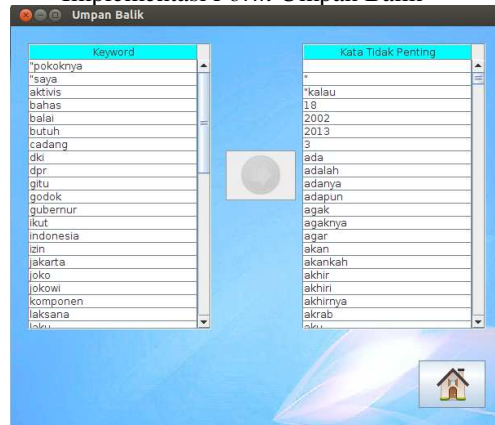 Implementasi Form Umpan Balik
Umpan Balik
Keyword
"pokoknya
"saya
aktivis
bahas
balai
butuh
cadang
dki
dpr
gitu
godok
gubernur
ikut
indonesia
izin
jakarta
joko
jokowi
komponen
laksana
laku
Kata Tidak Penting
"
"kalau
18
2002
2013
3
ada
adalah
adanya
adapun
agak
agaknya
agar
akan
akankah
akhir
akhiri
akhirnya
akrab
aku